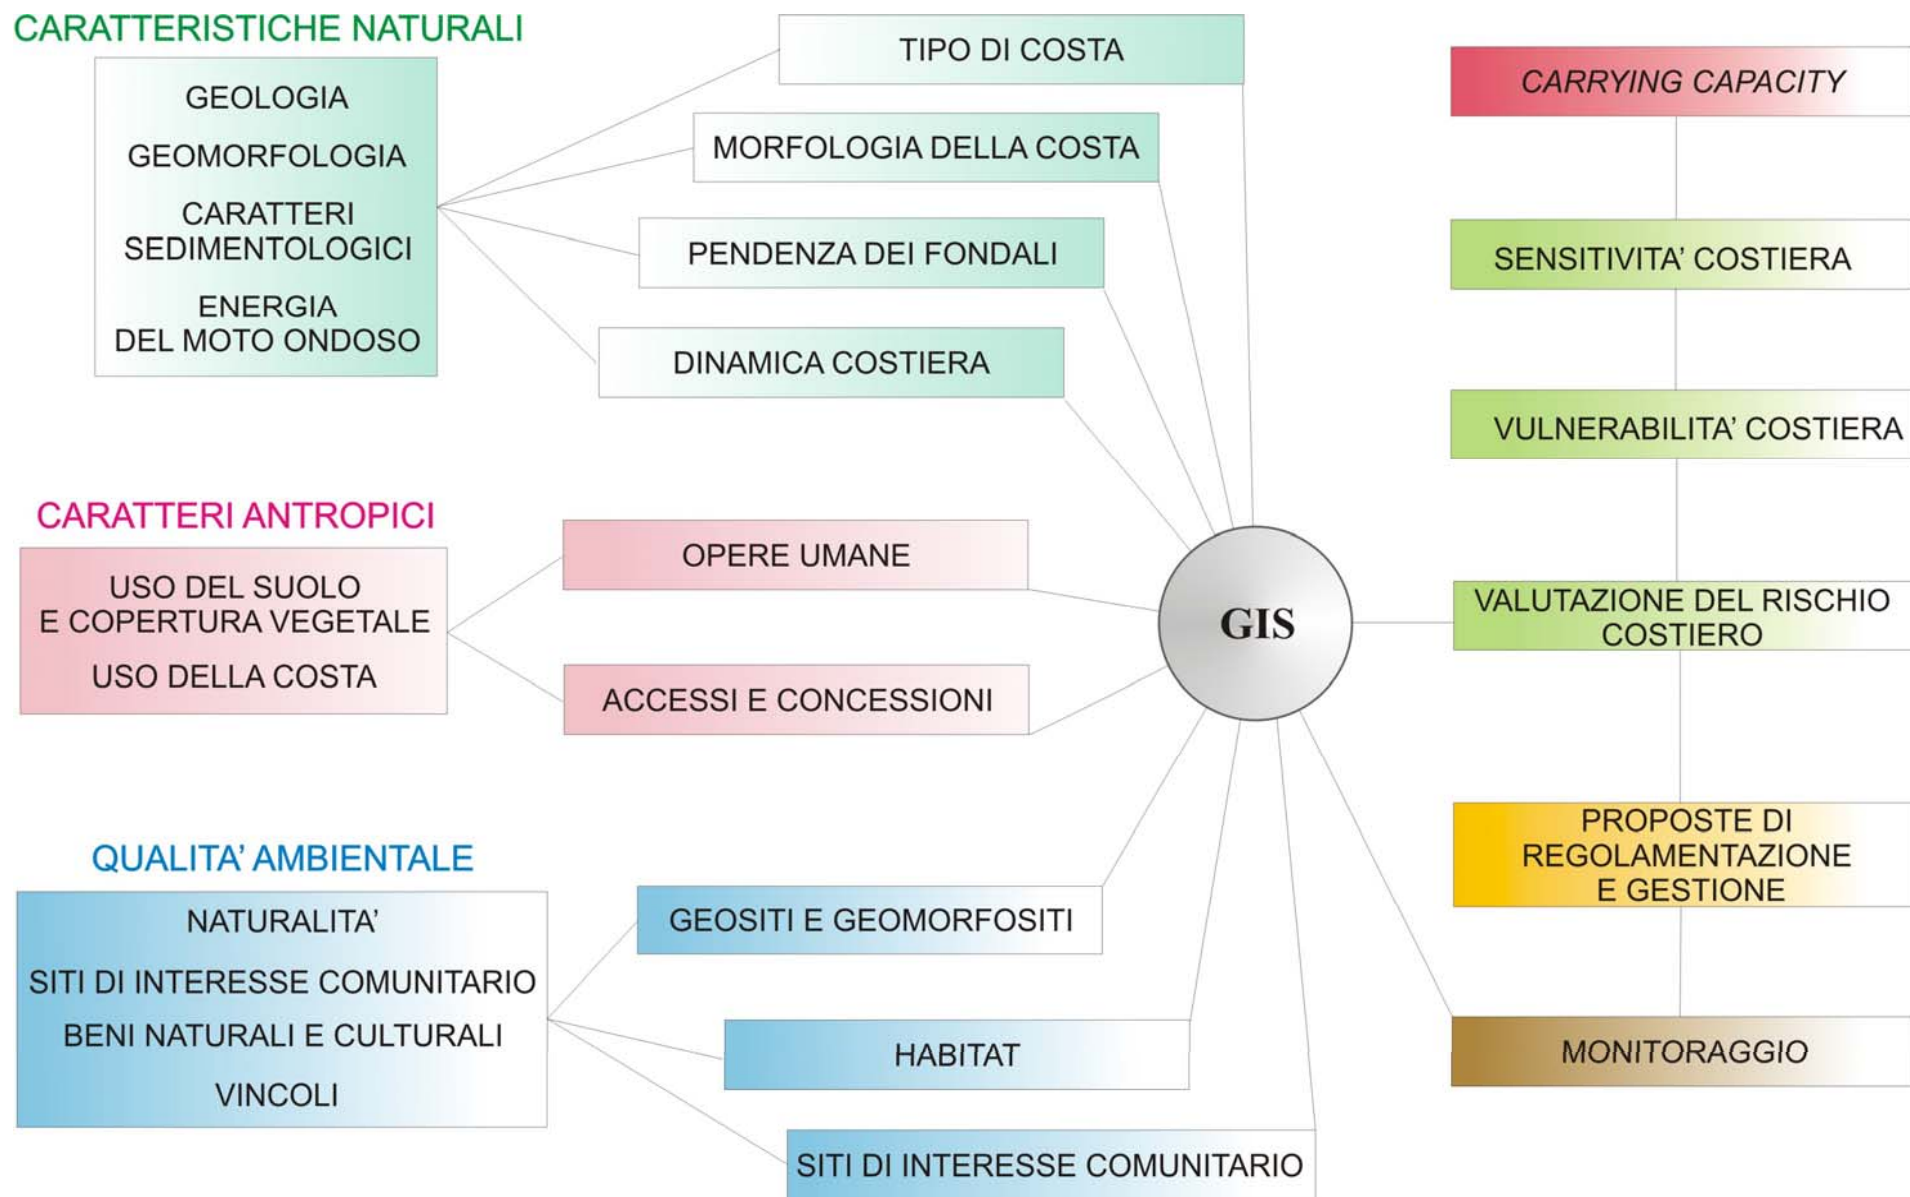 CARATTERISTICHE NATURALI
GEOLOGIA
GEOMORFOLOGIA
CARATTERI
SEDIMENTOLOGICI
ENERGIA
DEL MOTO ONDOSO
TIPO DI COSTA
MORFOLOGIA DELLA COSTA
PENDENZA DEI FONDALI
DINAMICA COSTIERA
CARATTERI ANTROPICI
USO DEL SUOLO
E COPERTURA VEGETALE
USO DELLA COSTA
OPERE UMANE
ACCESSI E CONCESSIONI
QUALITA’ AMBIENTALE
NATURALITA’
SITI DI INTERESSE COMUNITARIO
BENI NATURALI E CULTURALI
VINCOLI
GEOSITI E GEOMORFOSITI
HABITAT
SITI DI INTERESSE COMUNITARIO
GIS
CARRYING CAPACITY
SENSITIVITA’ COSTIERA
VULNERABILITA’ COSTIERA
VALUTAZIONE DEL RISCHIO
COSTIERO
PROPOSTE DI
REGOLAMENTAZIONE
E GESTIONE
MONITORAGGIO